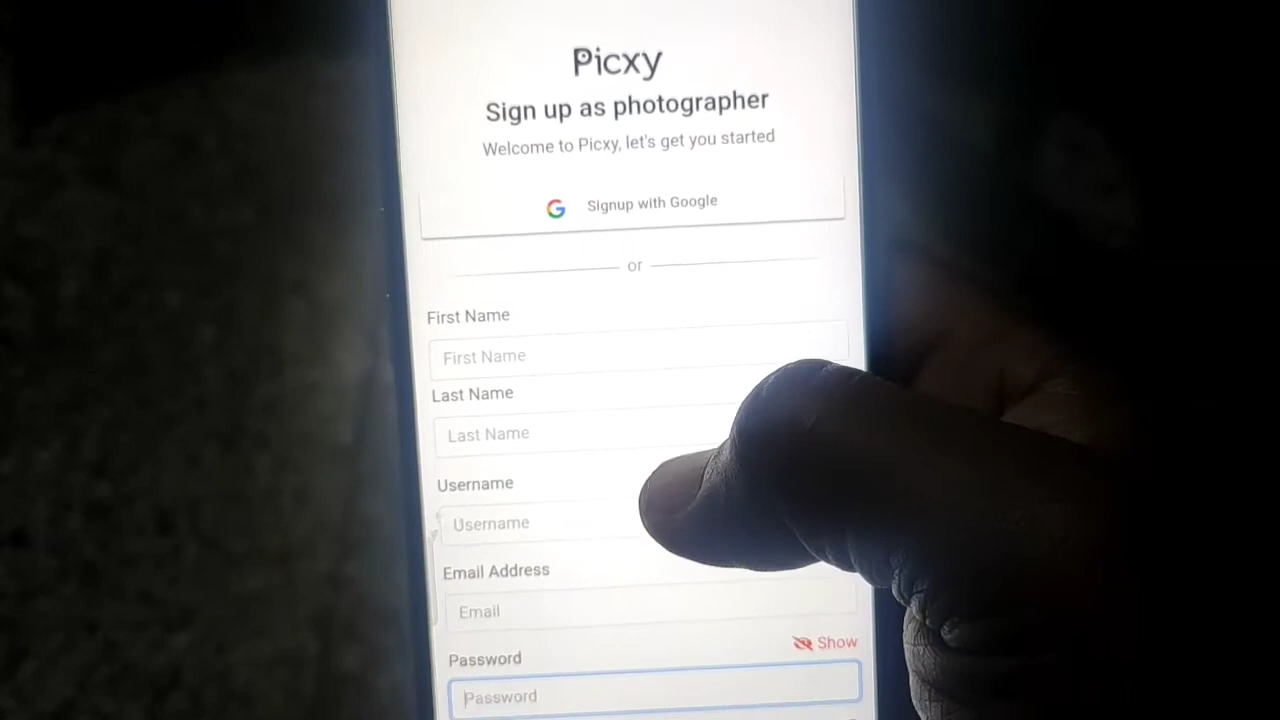 Picxy
Sign up as photographer
Welcome to Picxy, let's get you started
Signup with Google
or
First Name
First Name
Last Name
Last Name
Username
Username
Email Address
Email
Show
Password
Password